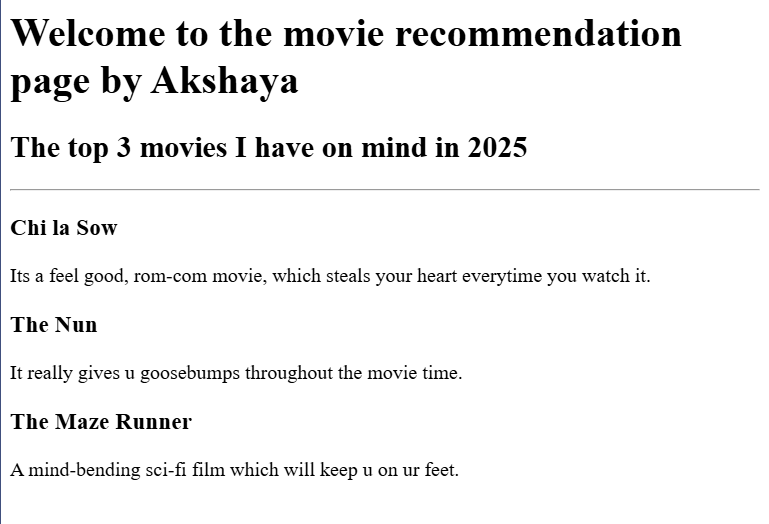 Welcome to the movie recommendation
page by Akshaya
The top 3 movies I have on mind in 2025
Chi la Sow
Its a feel good, rom-com movie, which steals your heart everytime you watch it.
The Nun
It really gives u goosebumps throughout the movie time.
The Maze Runner
A mind-bending sci-fi film which will keep u on ur feet.